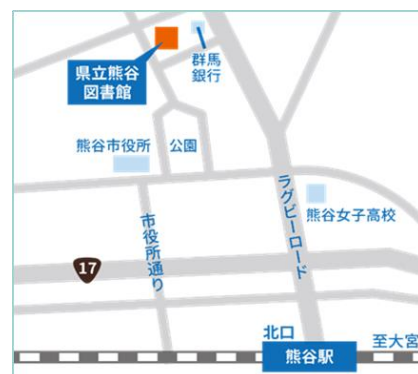 群馬
銀行
県立熊谷
図書館
熊谷市役所
公園
熊谷女子高校
ラグビーロード
市役所通り
17
北口
熊谷駅
至大宮